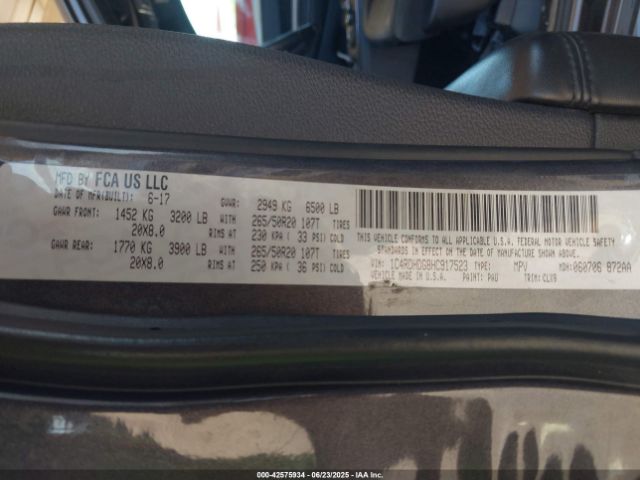 MFD BY FCA US LLC
DATE OF MFR(BUILT): 6-17 GVWR: 2949 KG 6500 LB
GAWR FRONT: 1452 KG 3200 LB WITH 265/50R20 107T TIRES
20X8.0 RIMS AT 230 KPA ( 33 PSI) COLD
GAWR REAR: 1770 KG 3900 LB WITH 265/50R20 107T TIRES
20X8.0 RIMS AT 250 KPA ( 36 PSI) COLD
THIS VEHICLE CONFORMS TO ALL APPLICABLE U.S.A. FEDERAL MOTOR VEHICLE SAFETY
STANDARDS IN EFFECT ON THE DATE OF MANUFACTURE SHOWN ABOVE.
VIN: 1C4RDHDG8HC917523 TYPE: MPV MDH: 060706 872AA
VEHICLE MADE IN U.S.A. PAINT: PAU TRIM: CLX9
000-42575934 - 06/23/2025 - IAA Inc.